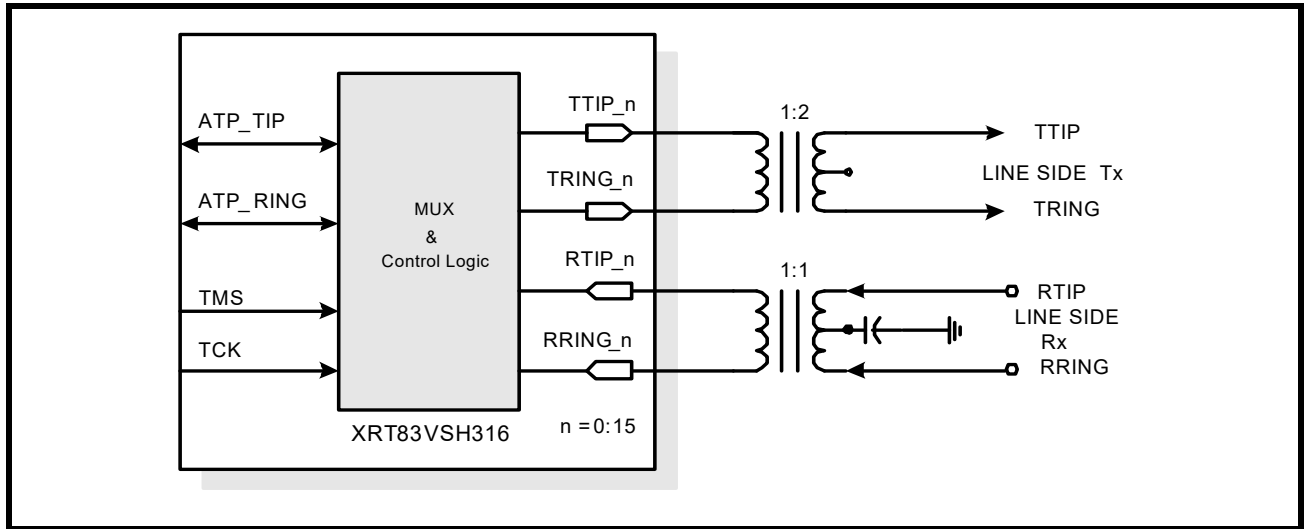 ATP_TIP
ATP_RING
TMS
TCK
MUX
&
Control Logic
XRT83VSH316
TTIP_n
TRING_n
RTIP_n
RRING_n
n =0:15
1:2
TTIP
LINE SIDE Tx
TRING
1:1
RTIP
LINE SIDE
Rx
RRING